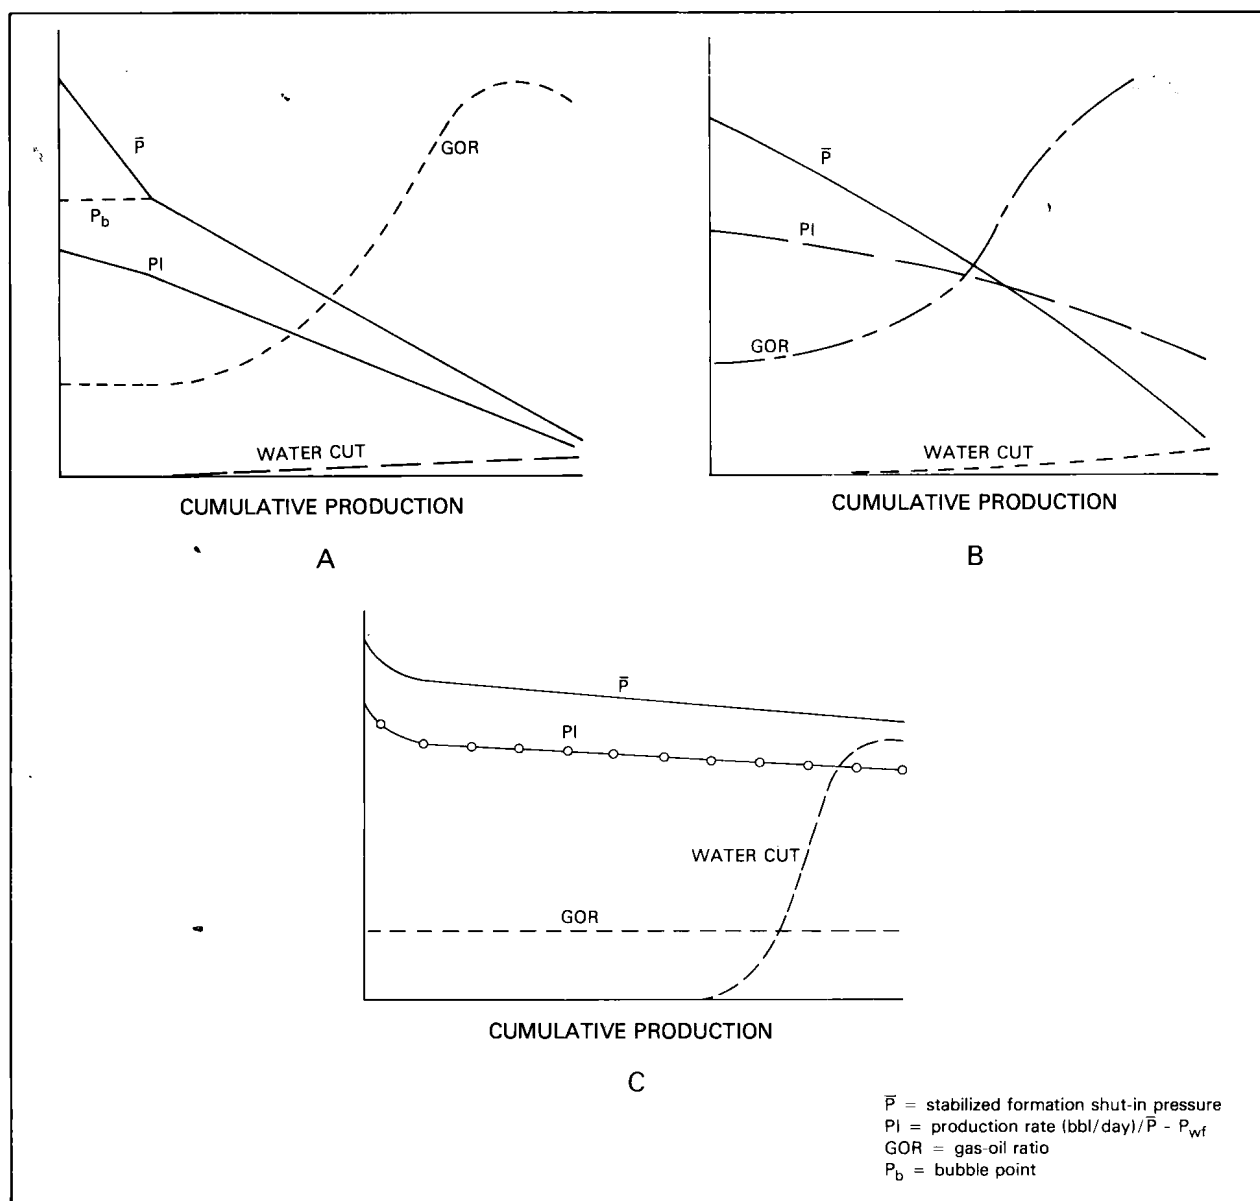 P̄
GOR
P_b
PI
WATER CUT
CUMULATIVE PRODUCTION
A
P̄
PI
GOR
WATER CUT
CUMULATIVE PRODUCTION
B
P̄
PI
WATER CUT
GOR
CUMULATIVE PRODUCTION
C
P̄ = stabilized formation shut-in pressure
PI = production rate (bbl/day)/P̄ - P_wf
GOR = gas-oil ratio
P_b = bubble point